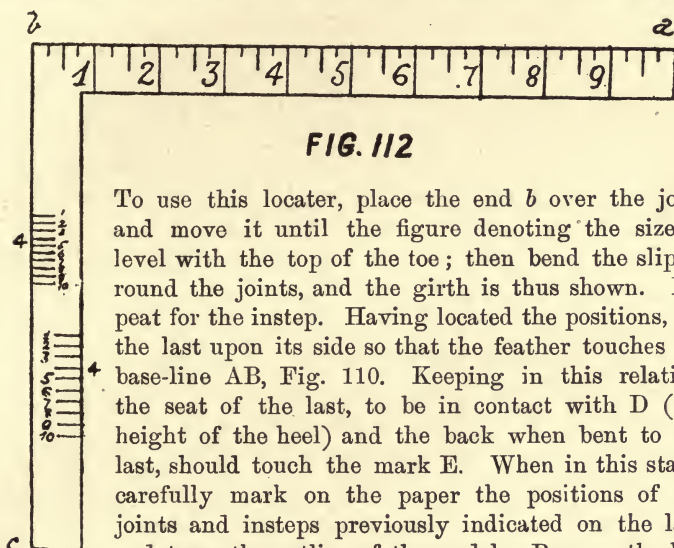 b a
1 2 3 4 5 6 7 8 9
FIG. 112
To use this locater, place the end b over the
and move it until the figure denoting the size
level with the top of the toe; then bend the slip
round the joints, and the girth is thus shown.
peat for the instep. Having located the positions,
4
the last upon its side so that the feather touches
4
base-line AB, Fig. 110. Keeping in this
the seat of the last, to be in contact with D (
height of the heel) and the back when bent to
last, should touch the mark E. When in this
carefully mark on the paper the positions of
joints and insteps previously indicated on the
c